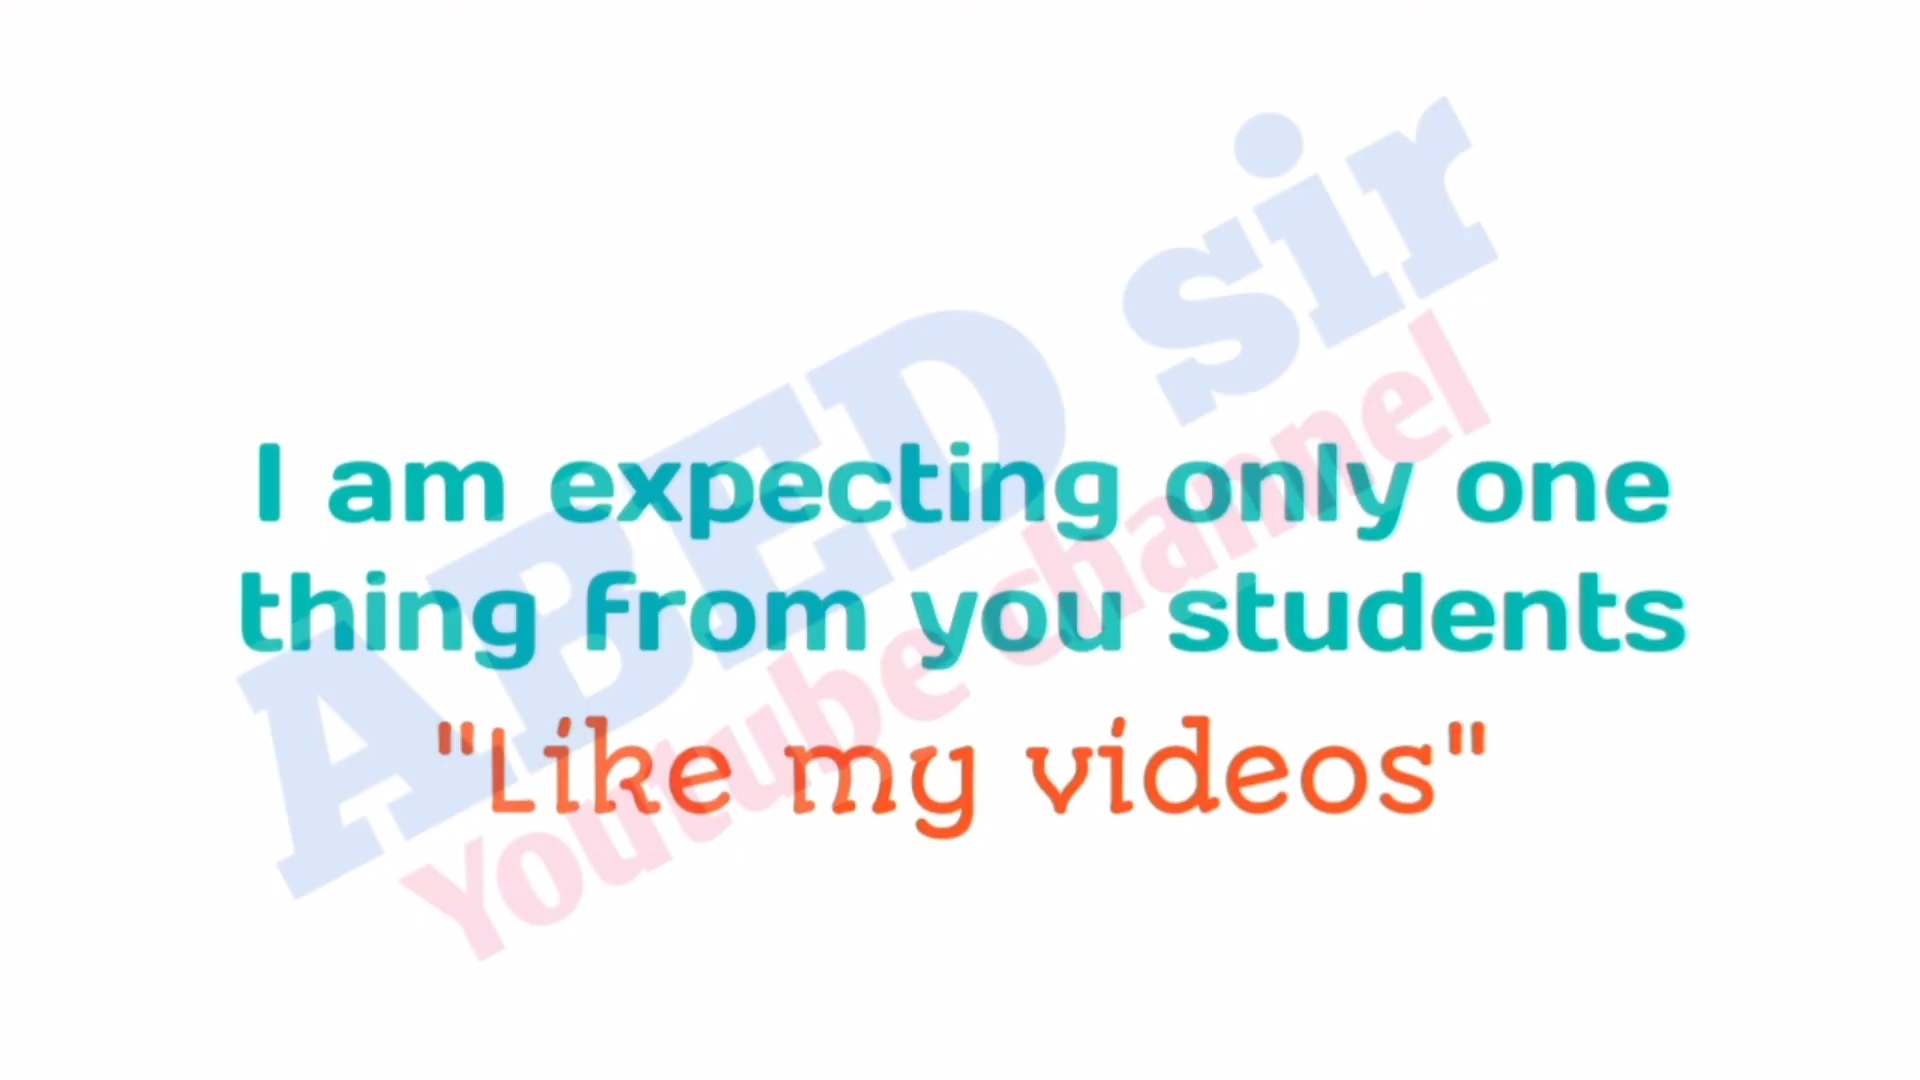 I am expecting only one
thing from you students
"Like my videos"
ABED sir
Youtube channel